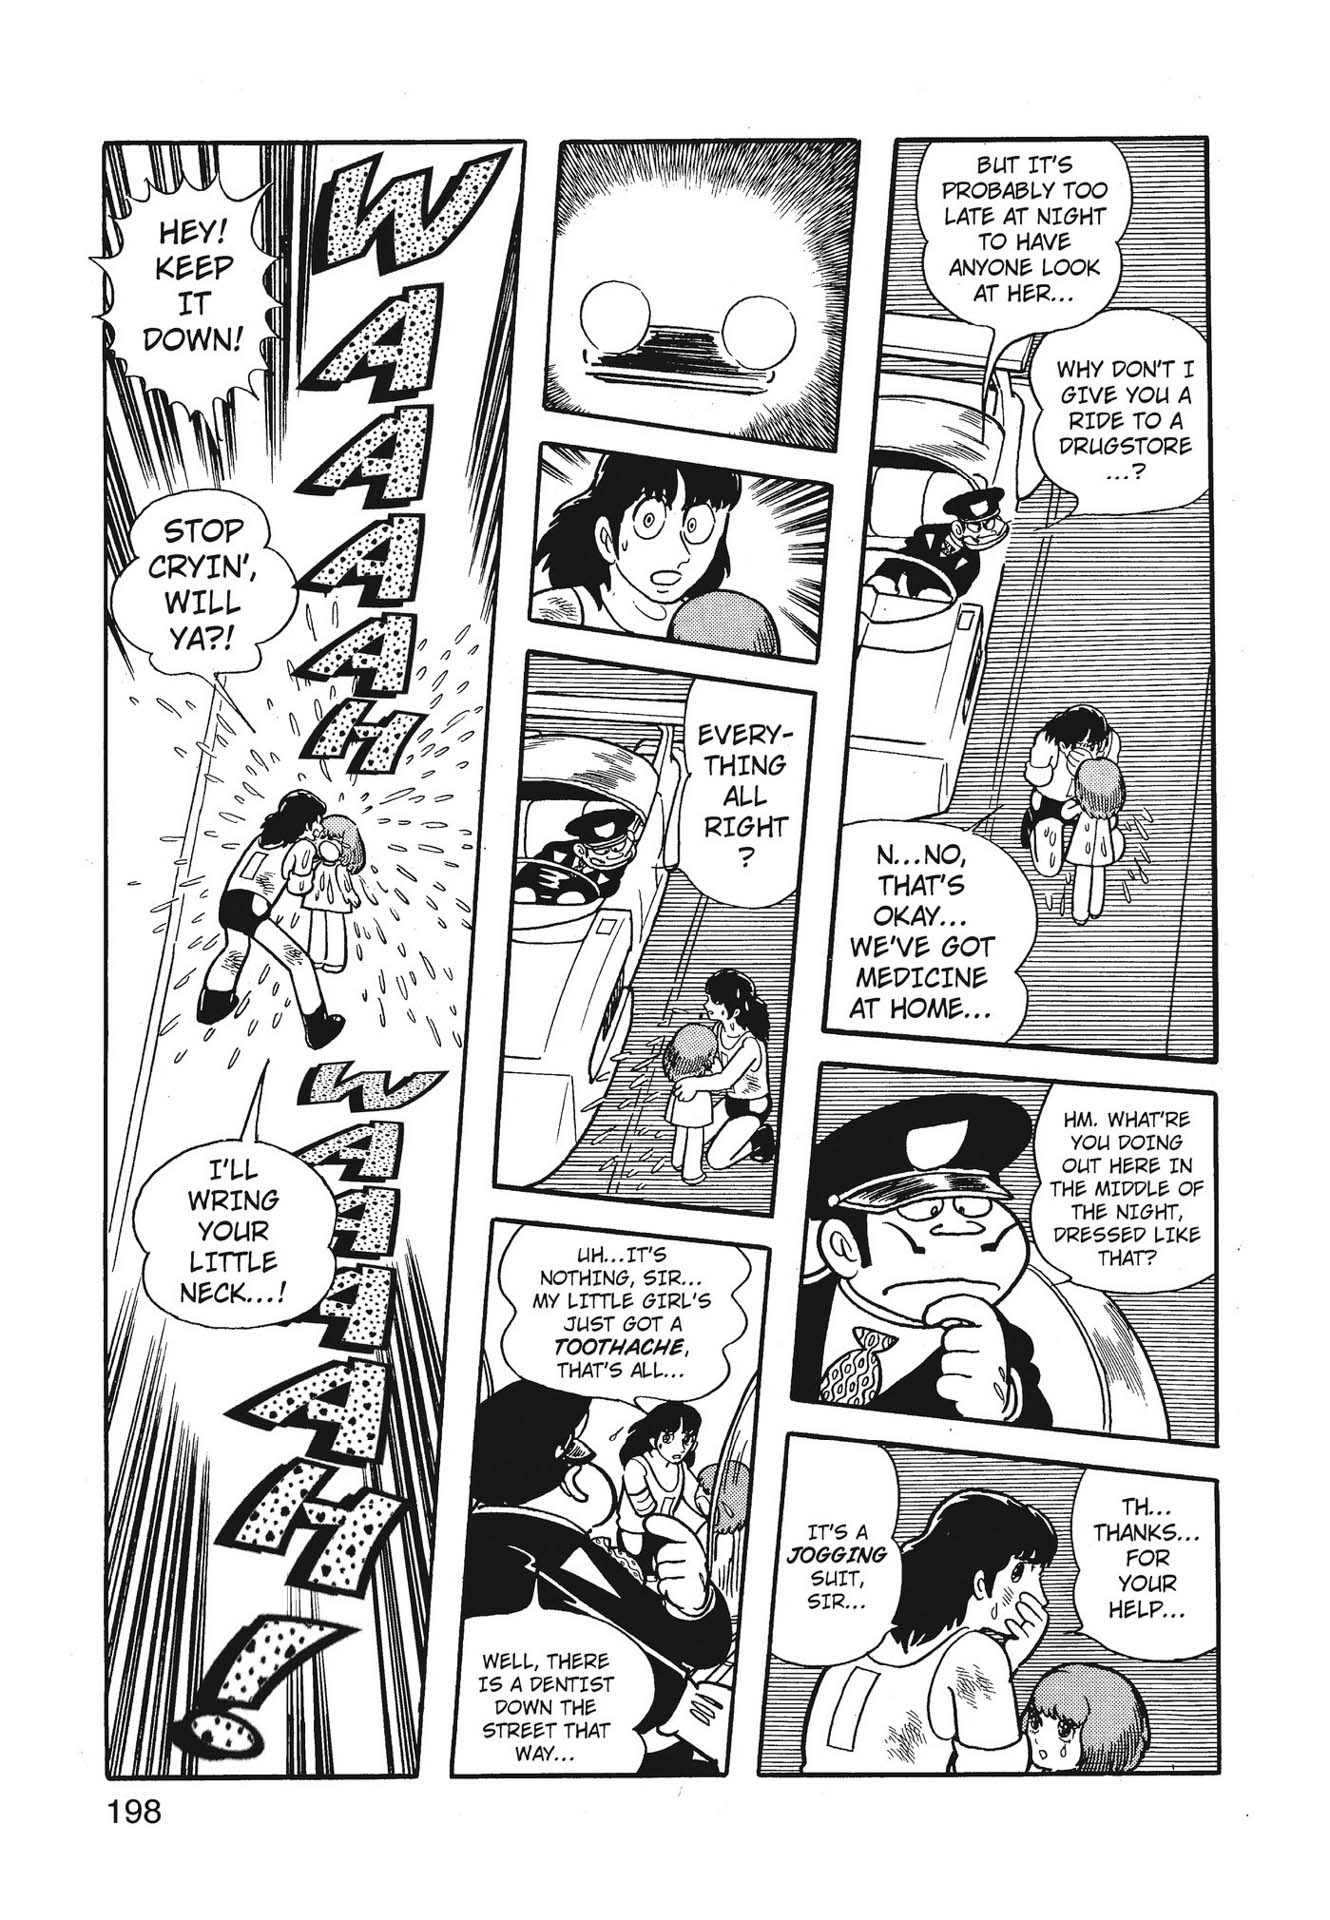 HEY!
KEEP
IT
DOWN!
WAAAAAH
STOP
CRYIN',
WILL
YA?!
I'LL
WRING
YOUR
LITTLE
NECK...!
WAAAAAH!
EVERY-
THING
ALL
RIGHT
?
UH...IT'S
NOTHING, SIR...
MY LITTLE GIRL'S
JUST GOT A
TOOTHACHE,
THAT'S ALL...
WELL, THERE
IS A DENTIST
DOWN THE
STREET THAT
WAY...
BUT IT'S
PROBABLY TOO
LATE AT NIGHT
TO HAVE
ANYONE LOOK
AT HER...
WHY DON'T I
GIVE YOU A
RIDE TO A
DRUGSTORE
...?
N...NO,
THAT'S
OKAY...
WE'VE GOT
MEDICINE
AT HOME...
HM. WHAT'RE
YOU DOING
OUT HERE IN
THE MIDDLE OF
THE NIGHT,
DRESSED LIKE
THAT?
IT'S A
JOGGING
SUIT,
SIR...
TH...
THANKS...
FOR
YOUR
HELP...
198